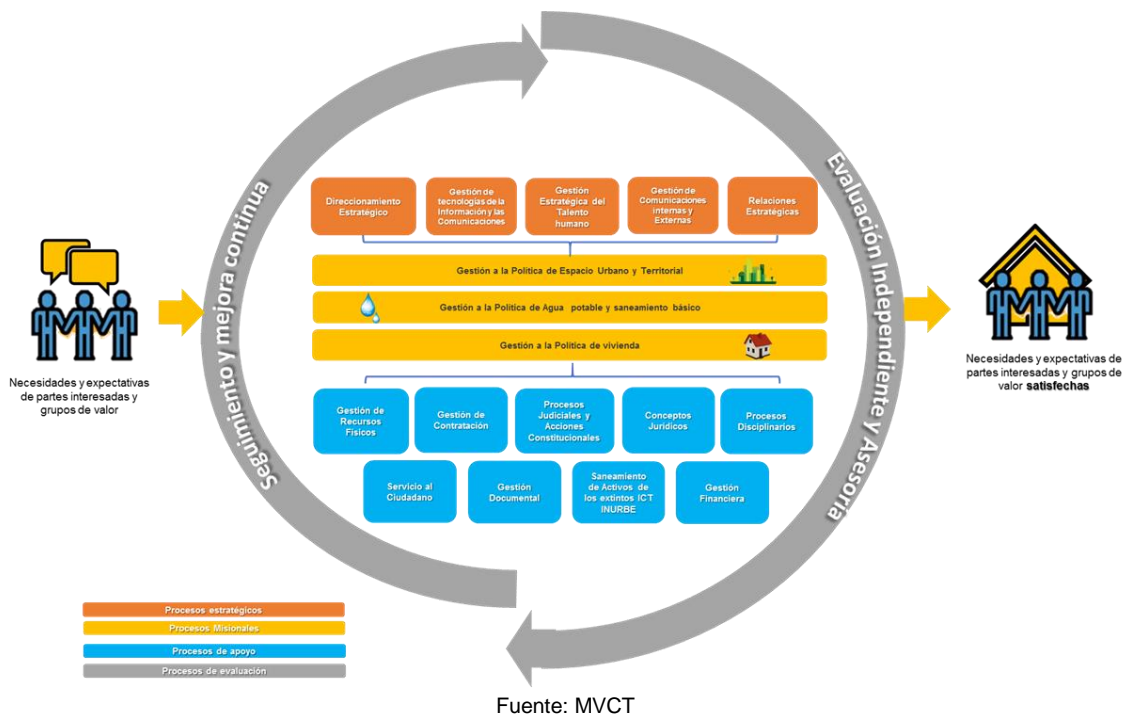 Seguimiento y mejora continua
Evaluación Independiente y Asesoría
Direccionamiento
Estratégico
Gestión de
tecnologías de la
Información y las
Comunicaciones
Gestión
Estratégica del
Talento
humano
Gestión de
Comunicaciones
internas y
Externas
Relaciones
Estratégicas
Gestión a la Política de Espacio Urbano y Territorial
Gestión a la Política de Agua potable y saneamiento básico
Gestión a la Política de vivienda
Necesidades y expectativas
de partes interesadas y
grupos de valor
Necesidades y expectativas de
partes interesadas y grupos de
valor satisfechas
Gestión de
Recursos
Físicos
Gestión de
Contratación
Procesos
Judiciales y
Acciones
Constitucionales
Conceptos
Jurídicos
Procesos
Disciplinarios
Servicio al
Ciudadano
Gestión
Documental
Saneamiento
de Activos de
los extintos ICT
INURBE
Gestión
Financiera
Procesos estratégicos
Procesos Misionales
Procesos de apoyo
Procesos de evaluación
Fuente: MVCT